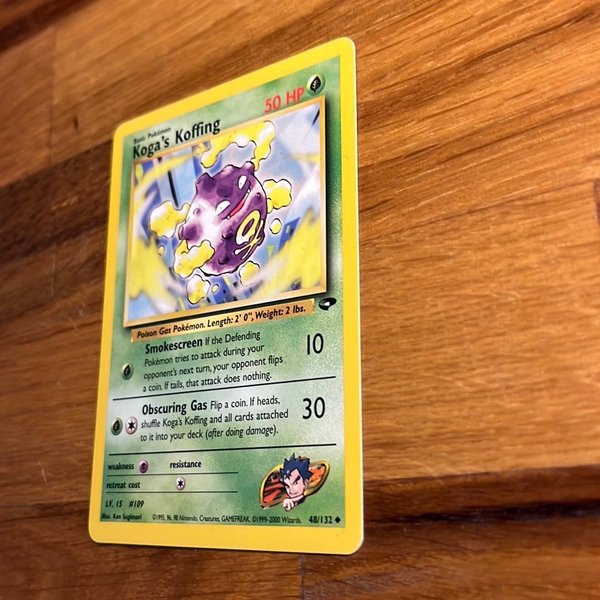 Basic Pokémon
Koga's Koffing
50 HP
Poison Gas Pokémon. Length: 2' 0", Weight: 2 lbs.
Smokescreen If the Defending
Pokémon tries to attack during your
opponent's next turn, your opponent flips
a coin. If tails, that attack does nothing.
10
Obscuring Gas Flip a coin. If heads,
shuffle Koga's Koffing and all cards attached
to it into your deck (after doing damage).
30
weakness
resistance
retreat cost
LV. 15 #109
Illus. Ken Sugimori
©1995, 96, 98 Nintendo, Creatures, GAMEFREAK. ©1999-2000 Wizards.
48/132